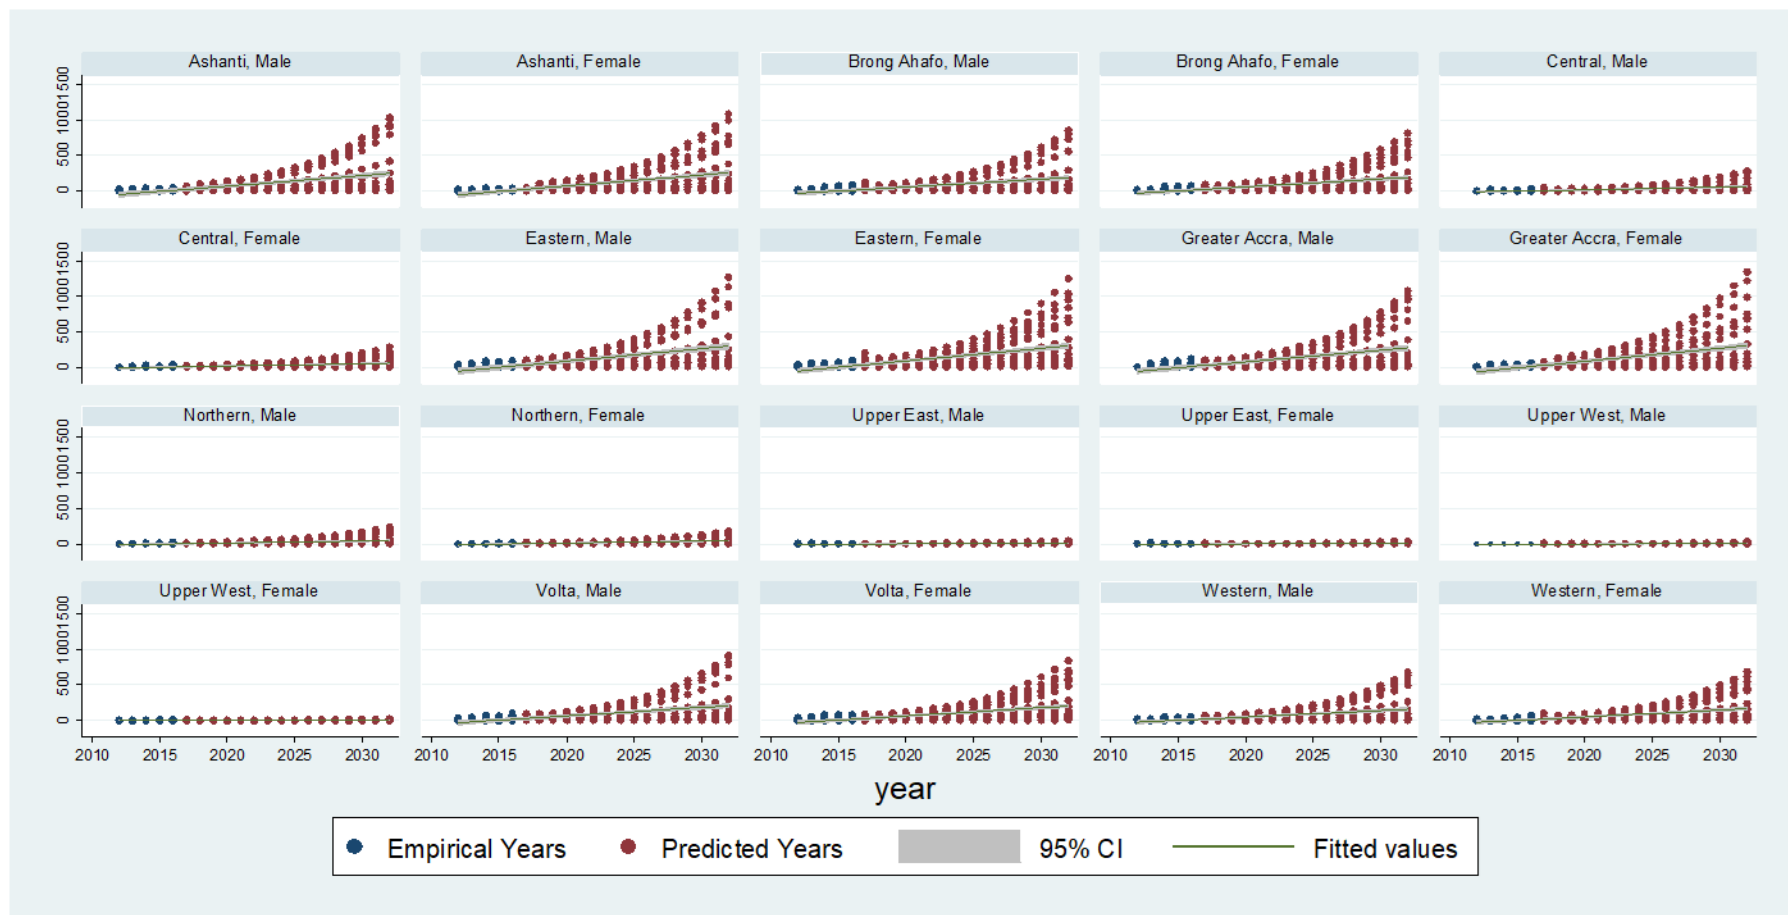 Ashanti, Male
Ashanti, Female
Brong Ahafo, Male
Brong Ahafo, Female
Central, Male
0 500 1000 1500
Central, Female
Eastern, Male
Eastern, Female
Greater Accra, Male
Greater Accra, Female
0 500 1000 1500
Northern, Male
Northern, Female
Upper East, Male
Upper East, Female
Upper West, Male
0 500 1000 1500
Upper West, Female
Volta, Male
Volta, Female
Western, Male
Western, Female
0 500 1000 1500
2010 2015 2020 2025 2030
2010 2015 2020 2025 2030
2010 2015 2020 2025 2030
2010 2015 2020 2025 2030
2010 2015 2020 2025 2030
year
Empirical Years
Predicted Years
95% CI
Fitted values